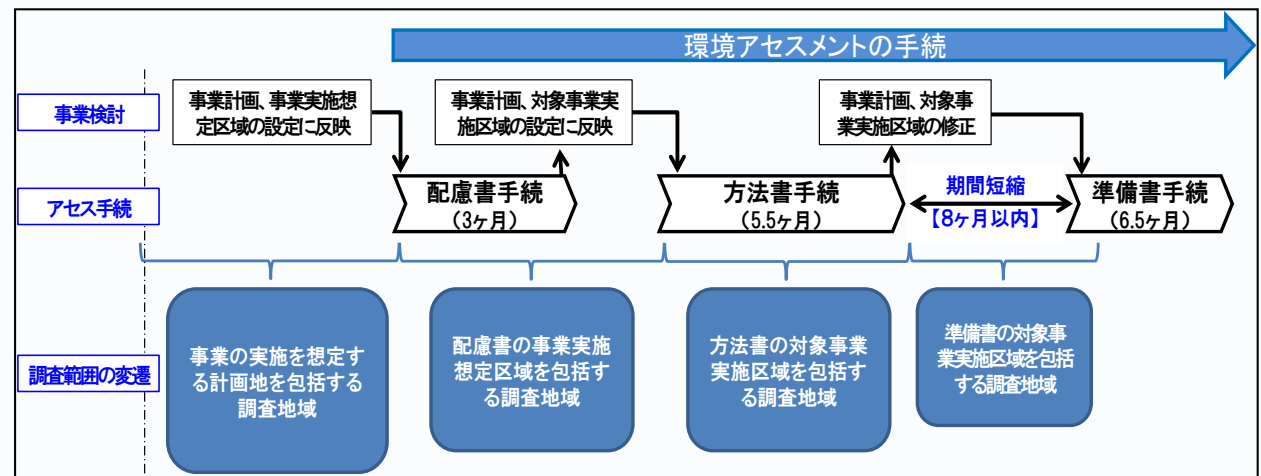 環境アセスメントの手続
事業検討
事業計画、事業実施想
定区域の設定に反映
事業計画、対象事業実
施区域の設定に反映
事業計画、対象事
業実施区域の修正
アセス手続
配慮書手続
(3ヶ月)
方法書手続
(5.5ヶ月)
期間短縮
【8ヶ月以内】
準備書手続
(6.5ヶ月)
調査範囲の変遷
事業の実施を想定す
る計画地を包括する
調査地域
配慮書の事業実施
想定区域を包括す
る調査地域
方法書の対象事業
実施区域を包括す
る調査地域
準備書の対象事
業実施区域を包括
する調査地域